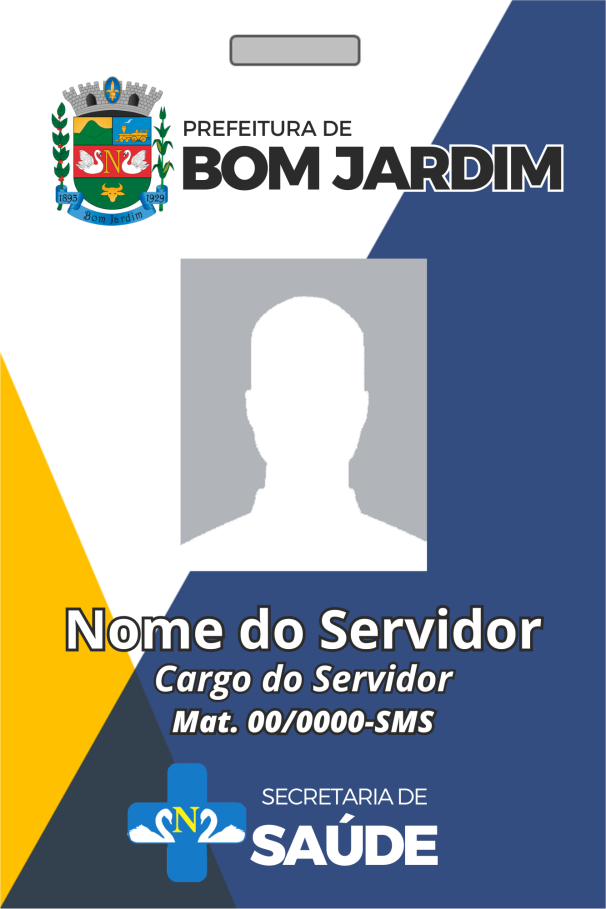 PREFEITURA DE
BOM JARDIM
N
1893 1929
Bom Jardim
Nome do Servidor
Cargo do Servidor
Mat. 00/0000-SMS
N
SECRETARIA DE
SAÚDE